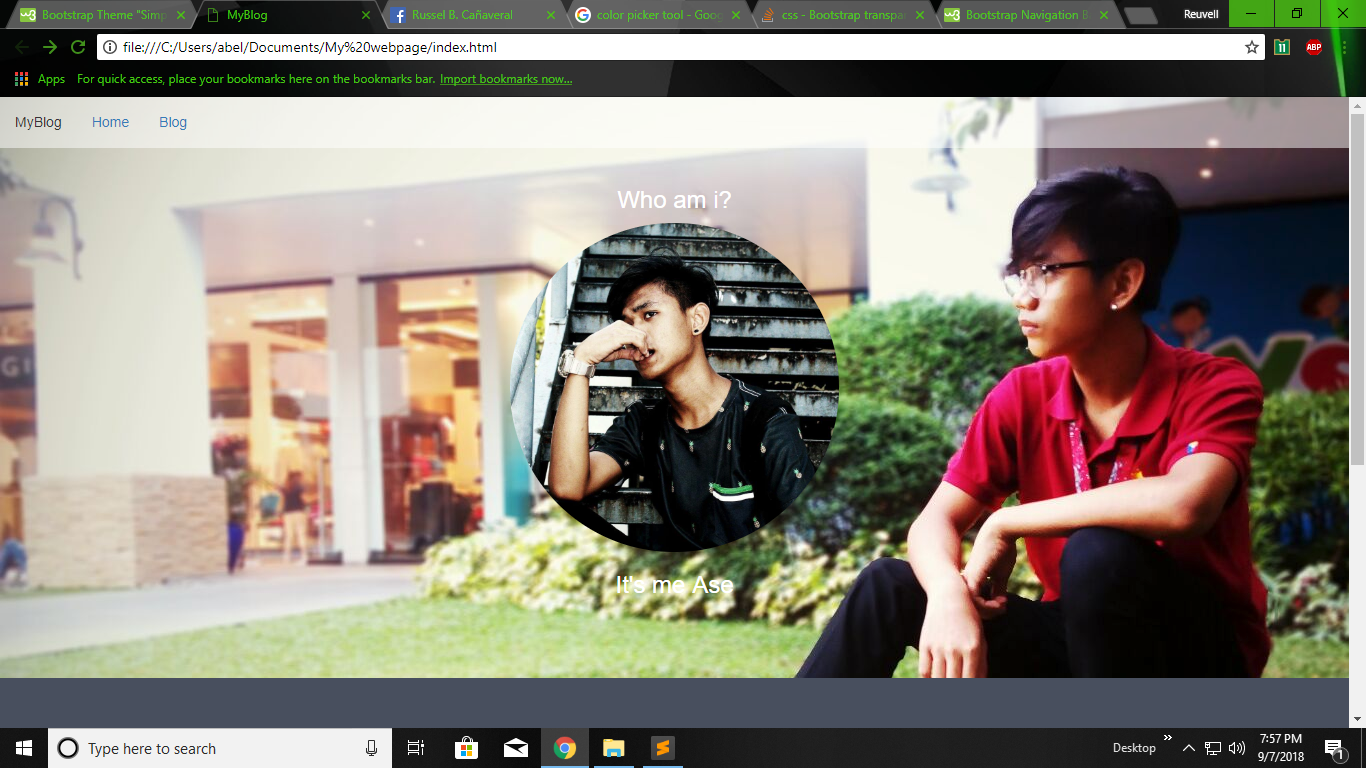 Bootstrap Theme "Simp
MyBlog
Russel B. Cañaveral
color picker tool - Goog
css - Bootstrap transpa
Bootstrap Navigation B
Reuvell
file:///C:/Users/abel/Documents/My%20webpage/index.html
11
ABP
Apps
For quick access, place your bookmarks here on the bookmarks bar. Import bookmarks now...
MyBlog Home Blog
Who am i?
It's me Ase
Type here to search
Desktop
7:57 PM
9/7/2018
1